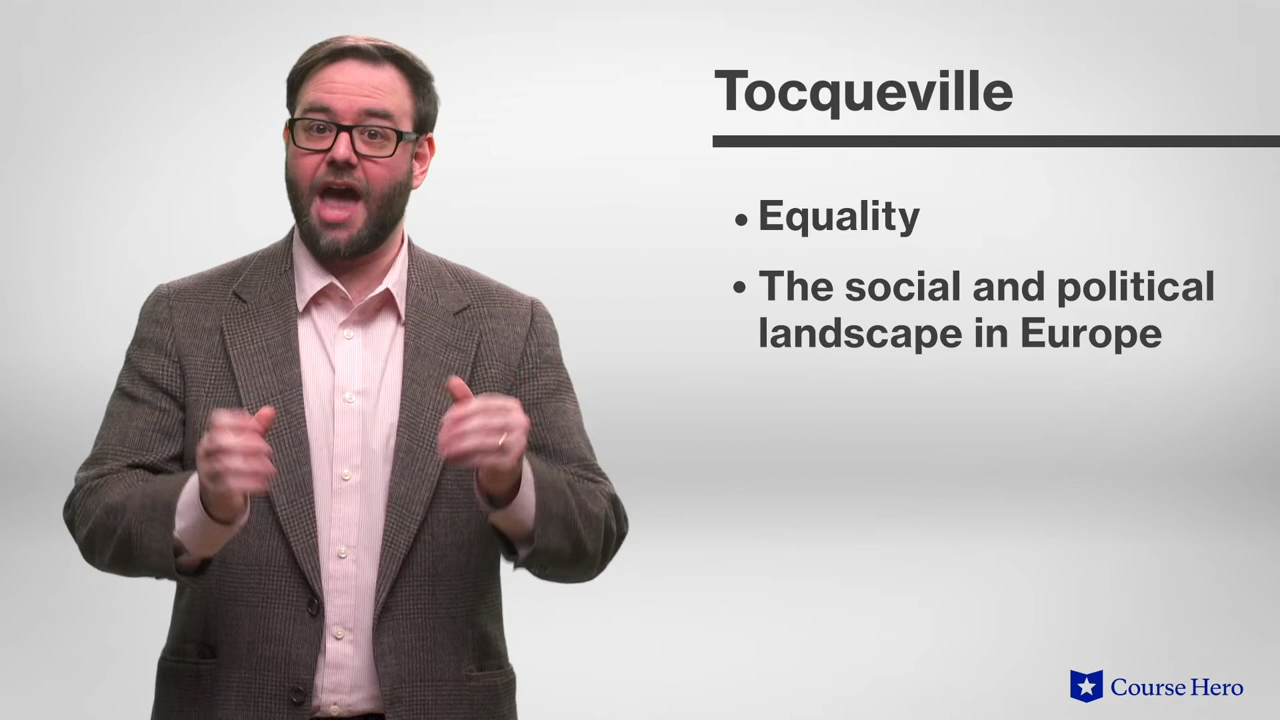 Tocqueville
• Equality
• The social and political
landscape in Europe
Course Hero